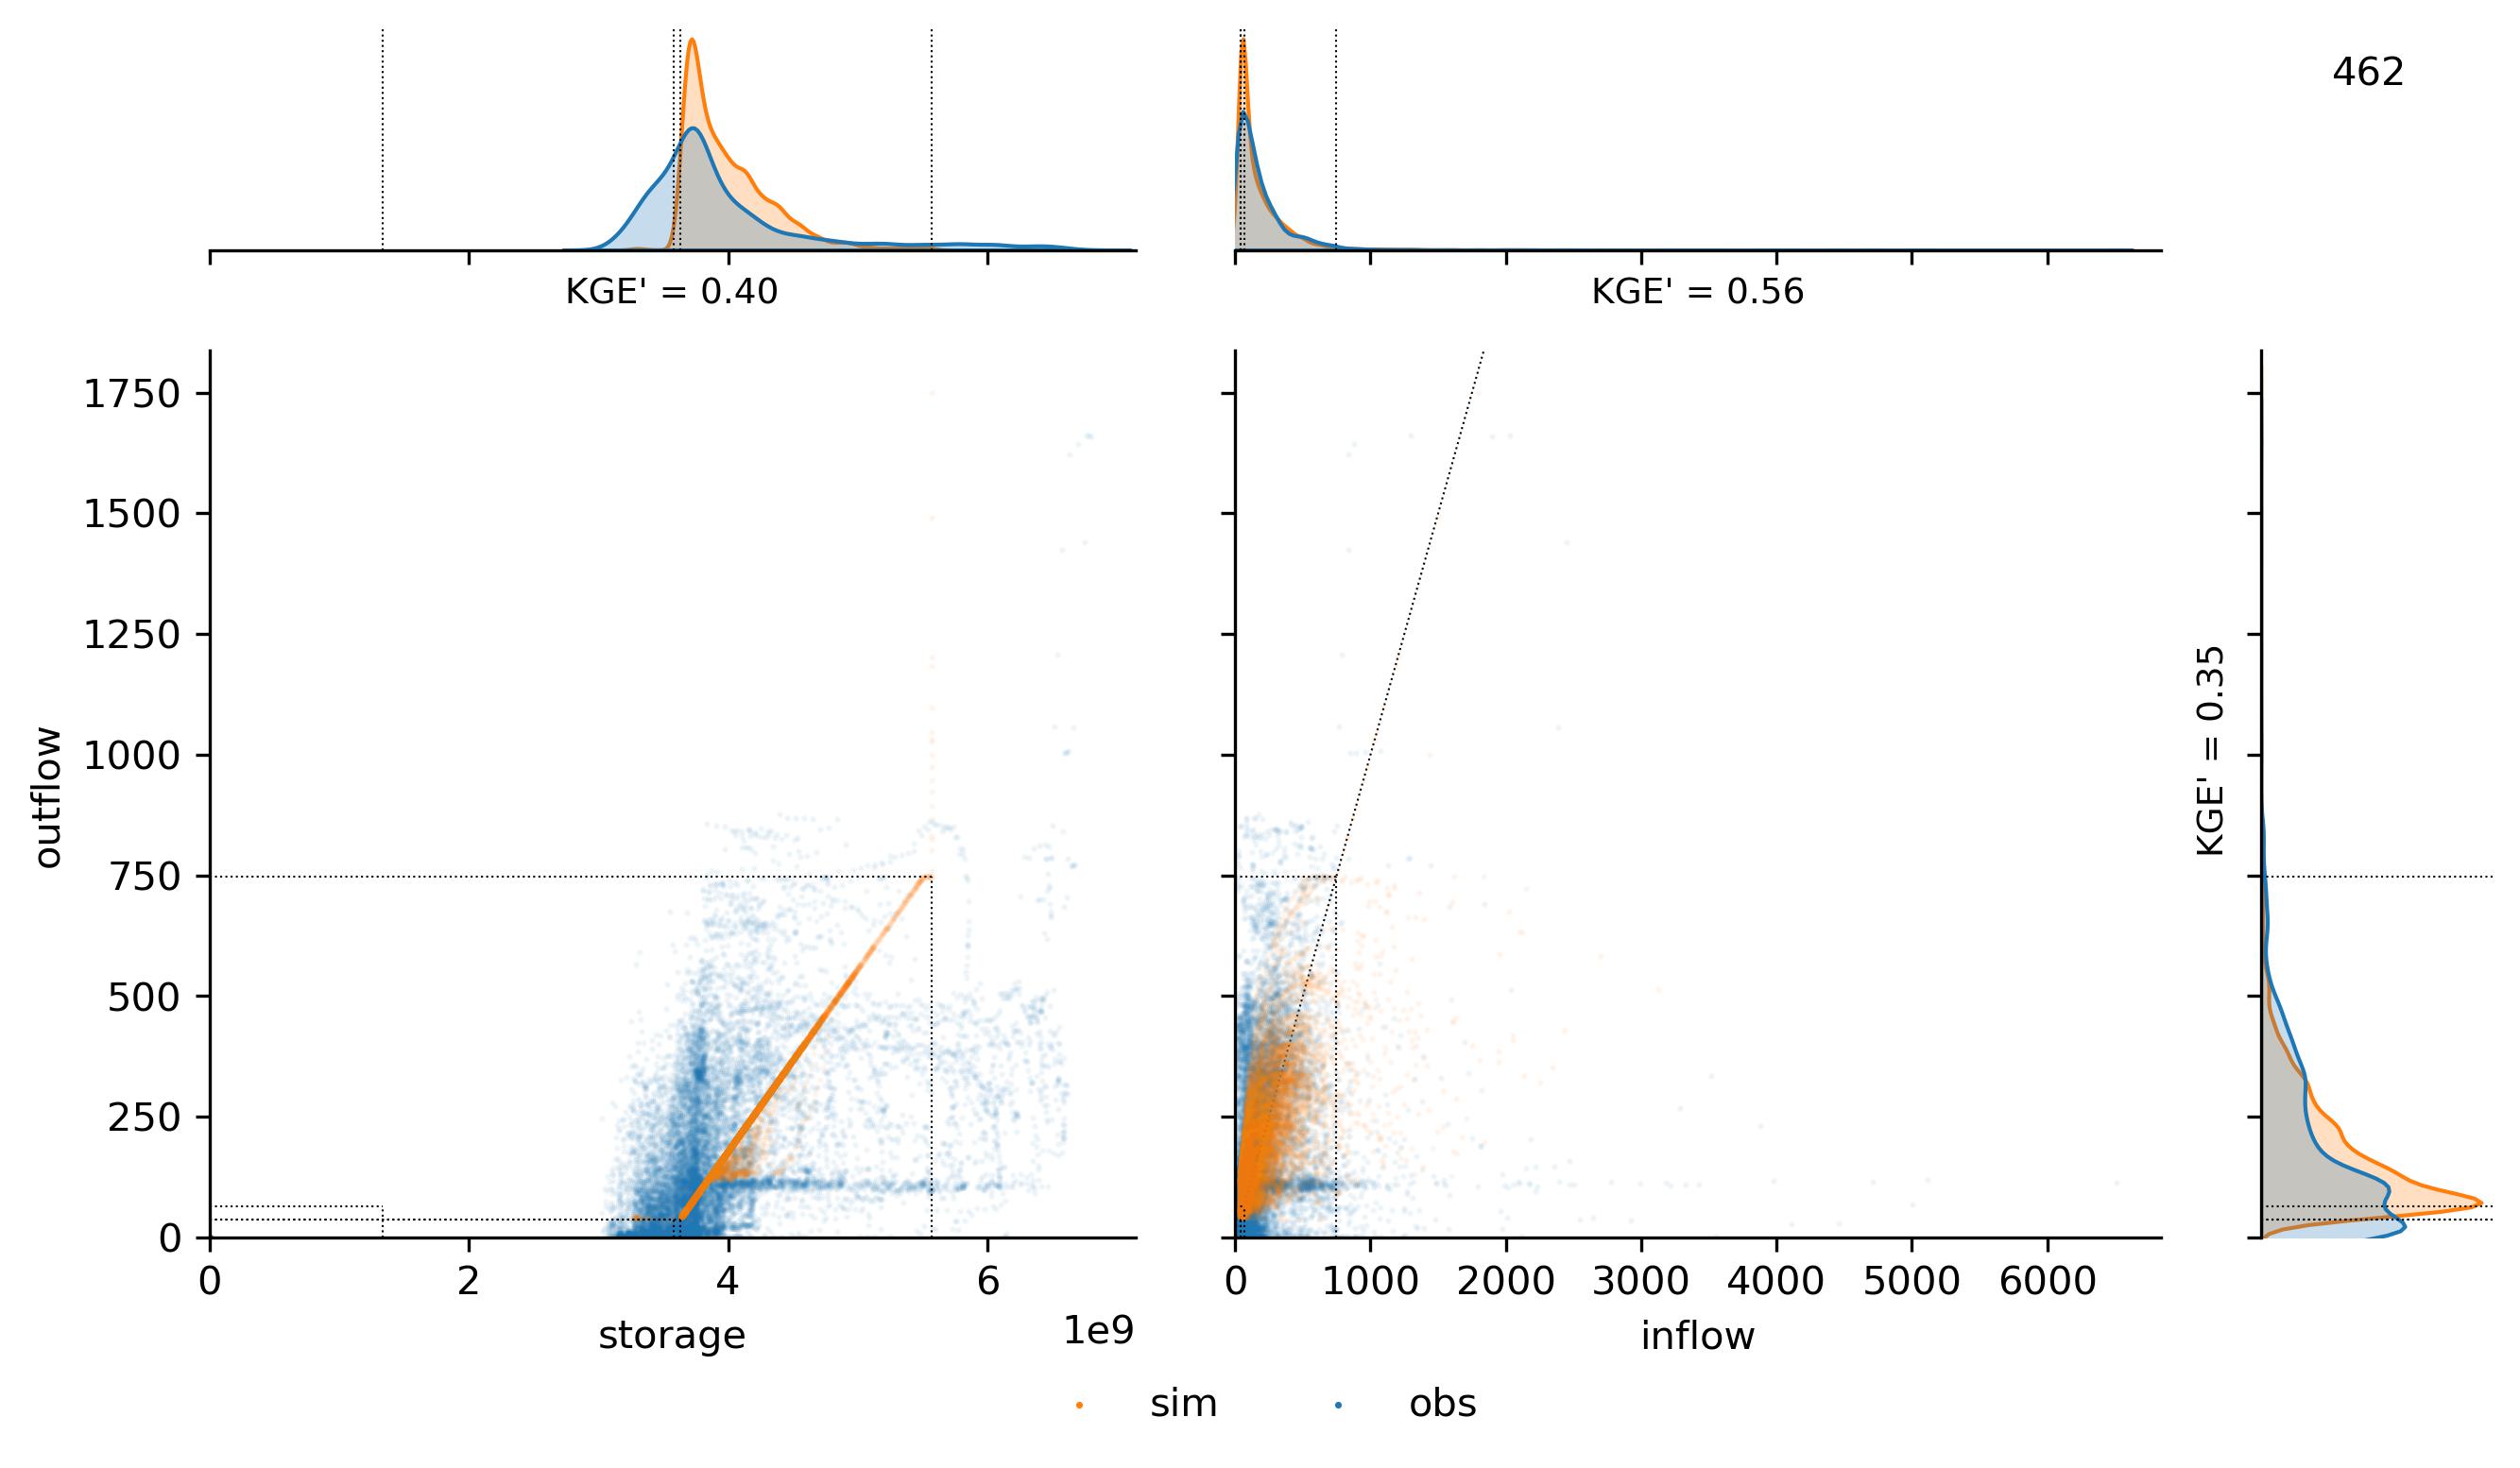 462
KGE' = 0.40
KGE' = 0.56
1750
1500
1250
1000
750
500
250
0
outflow
KGE' = 0.35
0 2 4 6
1e9
storage
0 1000 2000 3000 4000 5000 6000
inflow
sim obs